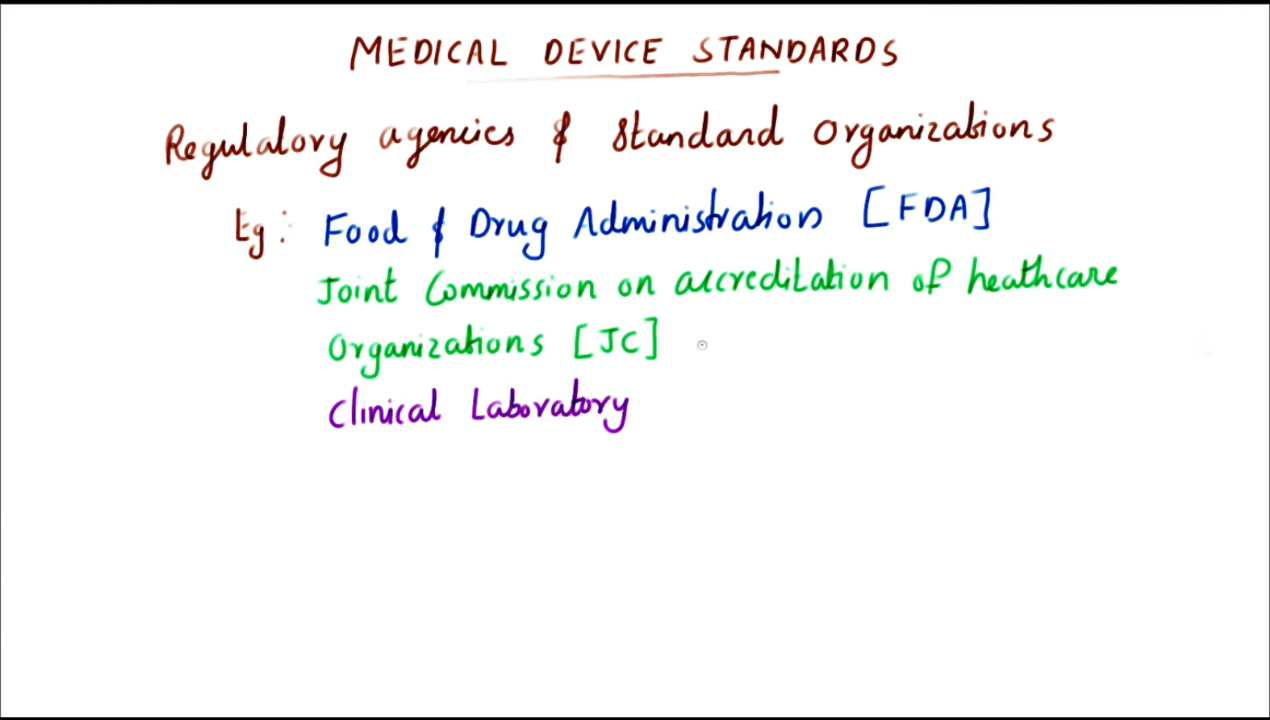 MEDICAL DEVICE STANDARDS
Regulatory agencies & Standard Organizations
Eg: Food & Drug Administration [FDA]
Joint Commission on accreditation of heathcare
Organizations [JC]
Clinical Laboratory